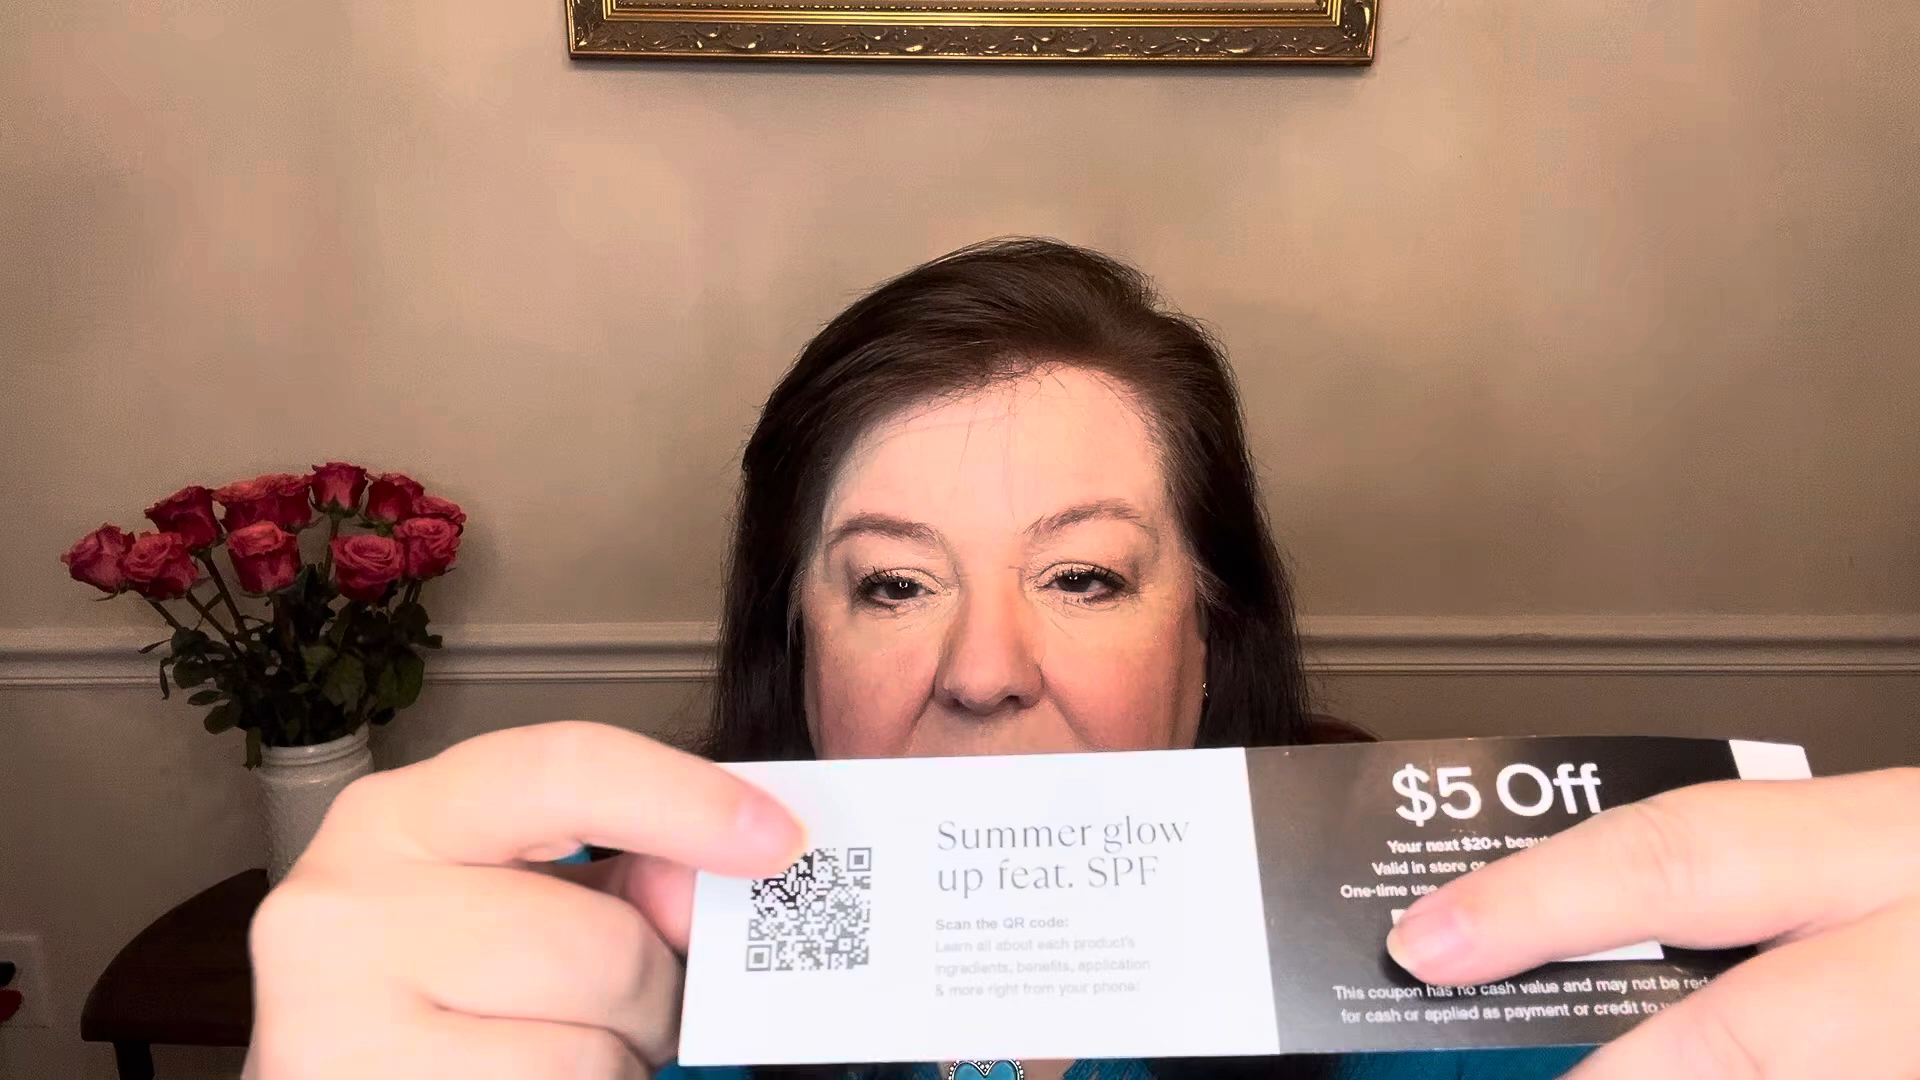 Summer glow
up feat. SPF
Scan the QR code:
Learn all about each product's
ingredients, benefits, application
& more right from your phone!
$5 Off
Your next $20+
Valid in store
One-time use
This coupon has no cash value and may not be
for cash or applied as payment or credit to